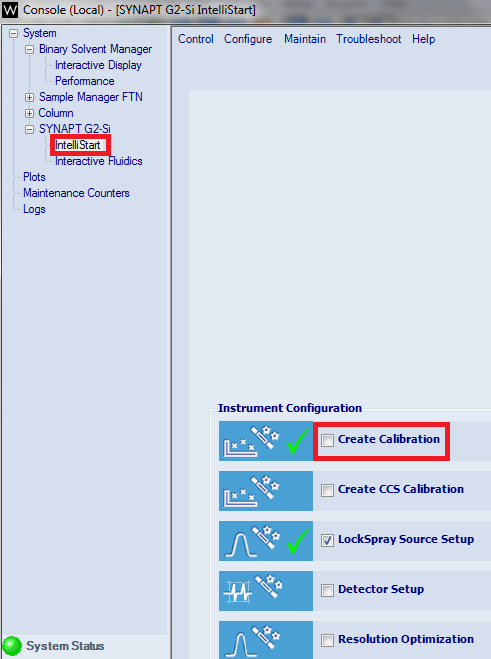 W Console (Local) - [SYNAPT G2-Si IntelliStart]
System
Binary Solvent Manager
Interactive Display
Performance
Sample Manager FTN
Column
SYNAPT G2-Si
IntelliStart
Interactive Fluidics
Plots
Maintenance Counters
Logs
Control Configure Maintain Troubleshoot Help
Instrument Configuration
Create Calibration
Create CCS Calibration
LockSpray Source Setup
Detector Setup
Resolution Optimization
System Status